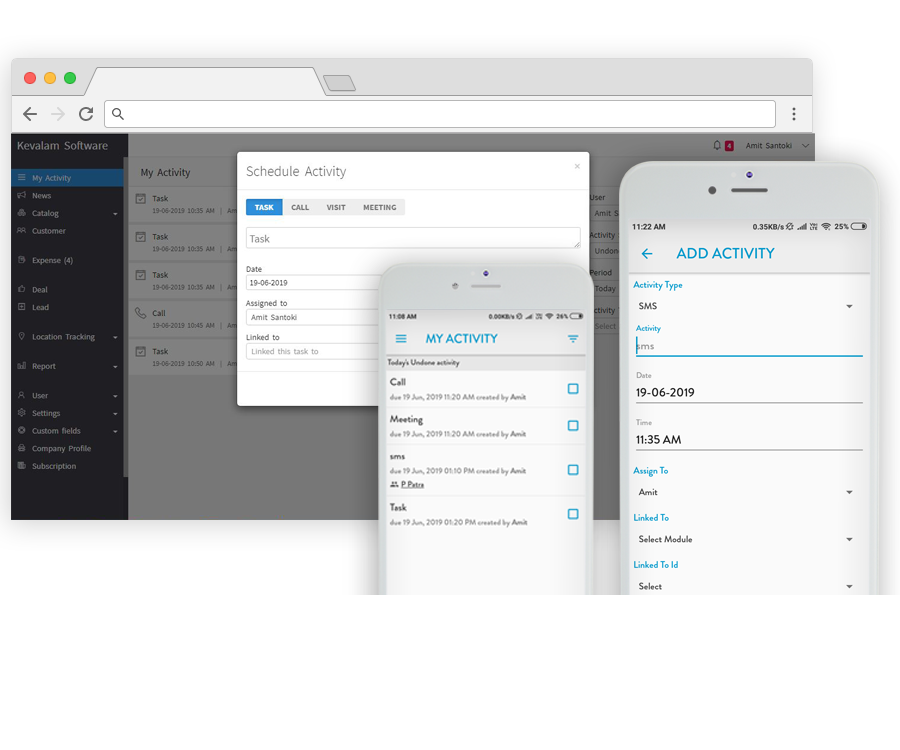 Kevalam Software
4
Amit Santoki
My Activity
News
Catalog
Customer
Expense (4)
Deal
Lead
Location Tracking
Report
User
Settings
Custom fields
Company Profile
Subscription
My Activity
Task
19-06-2019 10:35 AM | Am
Task
19-06-2019 10:35 AM | Am
Task
19-06-2019 10:35 AM | Am
Call
19-06-2019 10:45 AM | Am
Task
19-06-2019 10:50 AM | Am
Schedule Activity
×
TASK CALL VISIT MEETING
Task
Date
19-06-2019
Assigned to
Amit Santoki
Linked to
Linked this task to
User
Amit S
Activity
Undon
Period
Today
Activity
Select
11:08 AM 0.00KB/s 26%
MY ACTIVITY
Today's Undone activity
Call
due 19 Jun, 2019 11:20 AM created by Amit
Meeting
due 19 Jun, 2019 11:20 AM created by Amit
sms
due 19 Jun, 2019 01:10 PM created by Amit
P Patra
Task
due 19 Jun, 2019 01:20 PM created by Amit
11:22 AM 0.35KB/s 25%
ADD ACTIVITY
Activity Type
SMS
Activity
sms
Date
19-06-2019
Time
11:35 AM
Assign To
Amit
Linked To
Select Module
Linked To Id
Select